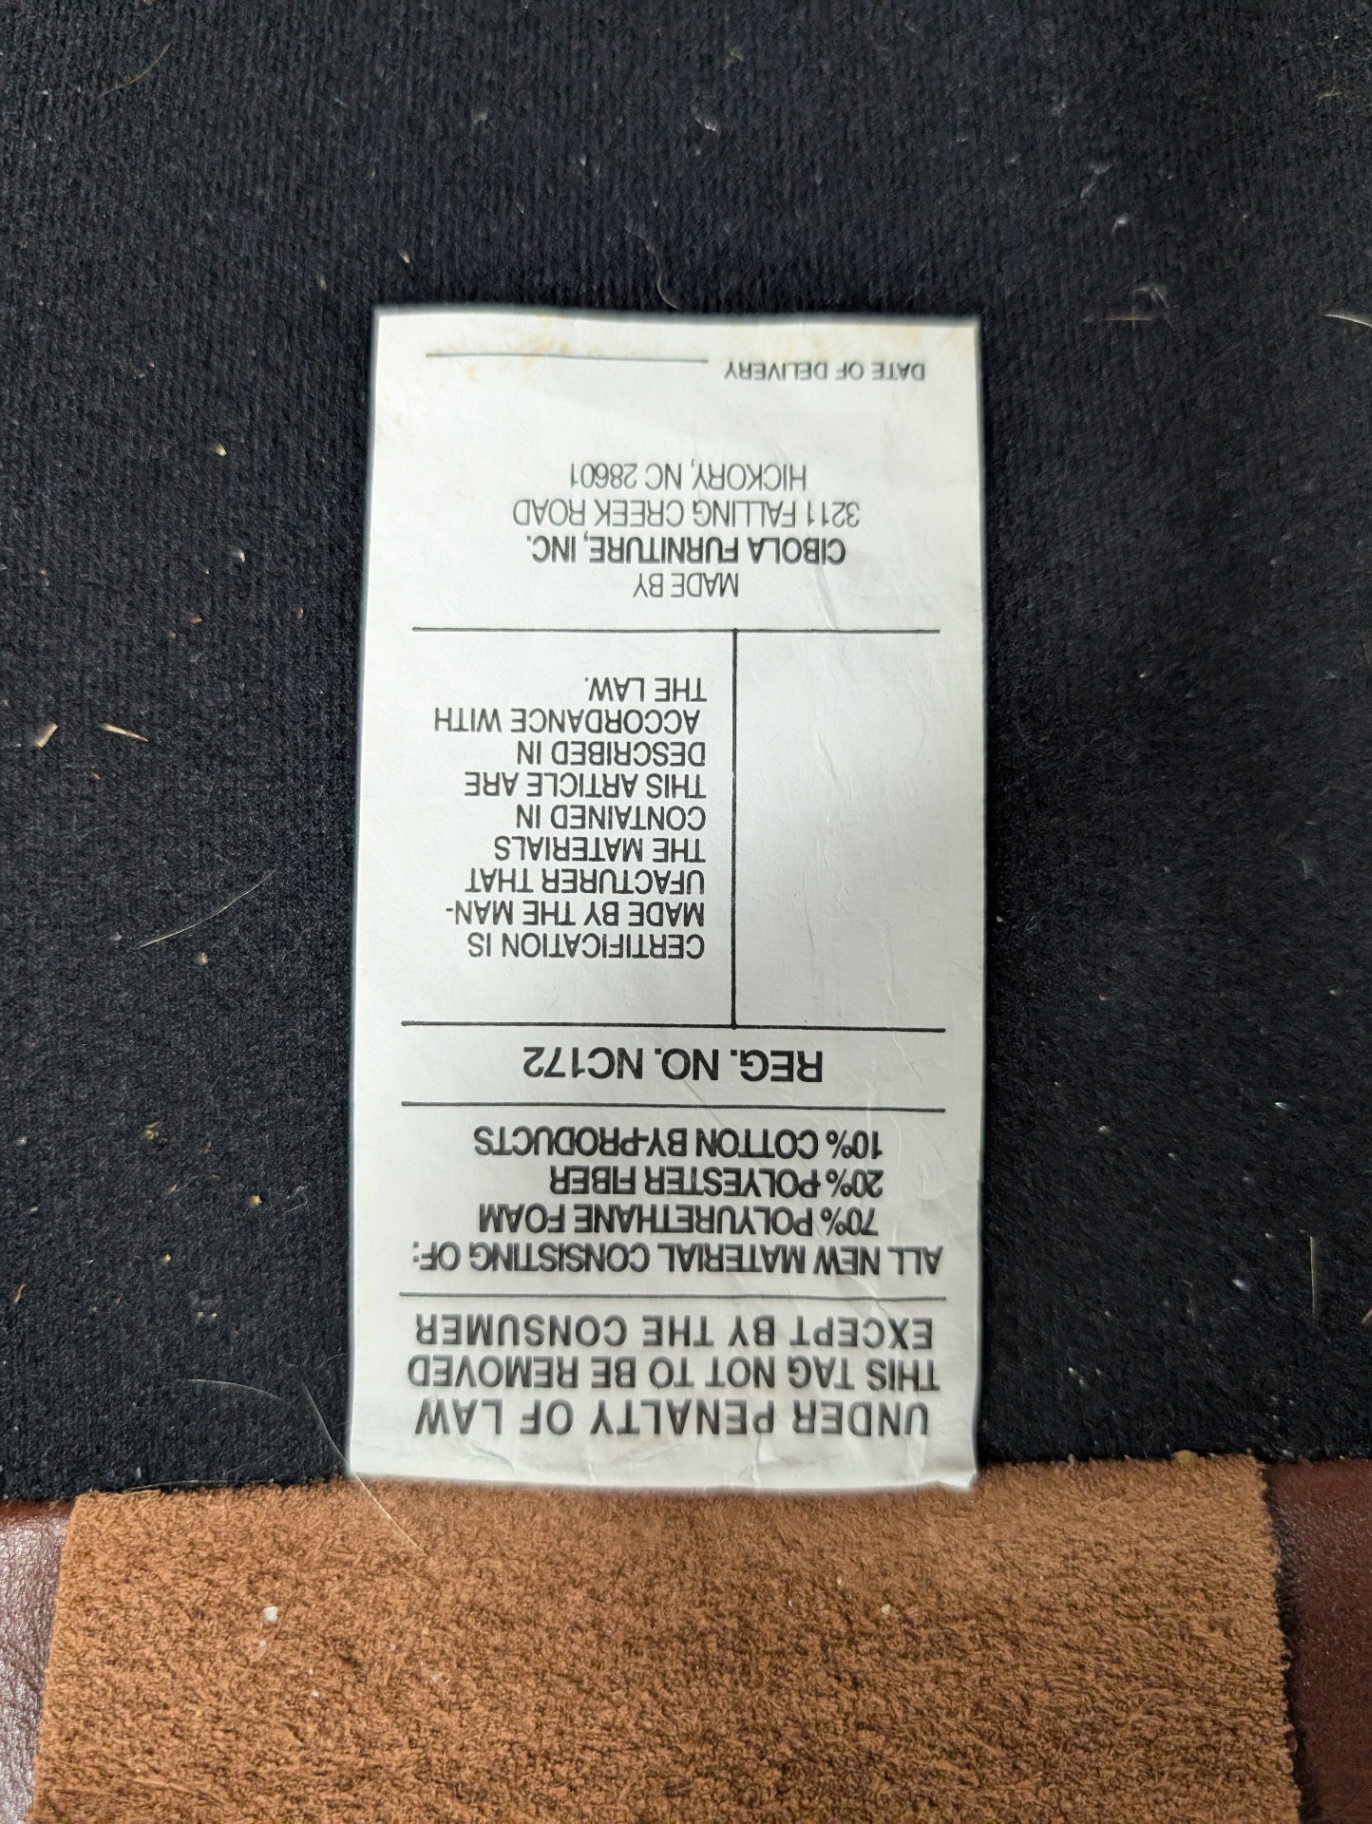 UNDER PENALTY OF LAW
THIS TAG NOT TO BE REMOVED
EXCEPT BY THE CONSUMER
ALL NEW MATERIAL CONSISTING OF:
70% POLYURETHANE FOAM
20% POLYESTER FIBER
10% COTTON BY-PRODUCTS
REG. NO. NC172
CERTIFICATION IS
MADE BY THE MAN-
UFACTURER THAT
THE MATERIALS
CONTAINED IN
THIS ARTICLE ARE
DESCRIBED IN
ACCORDANCE WITH
THE LAW.
MADE BY
CIBOLA FURNITURE, INC.
3211 FALLING CREEK ROAD
HICKORY, NC 28601
DATE OF DELIVERY